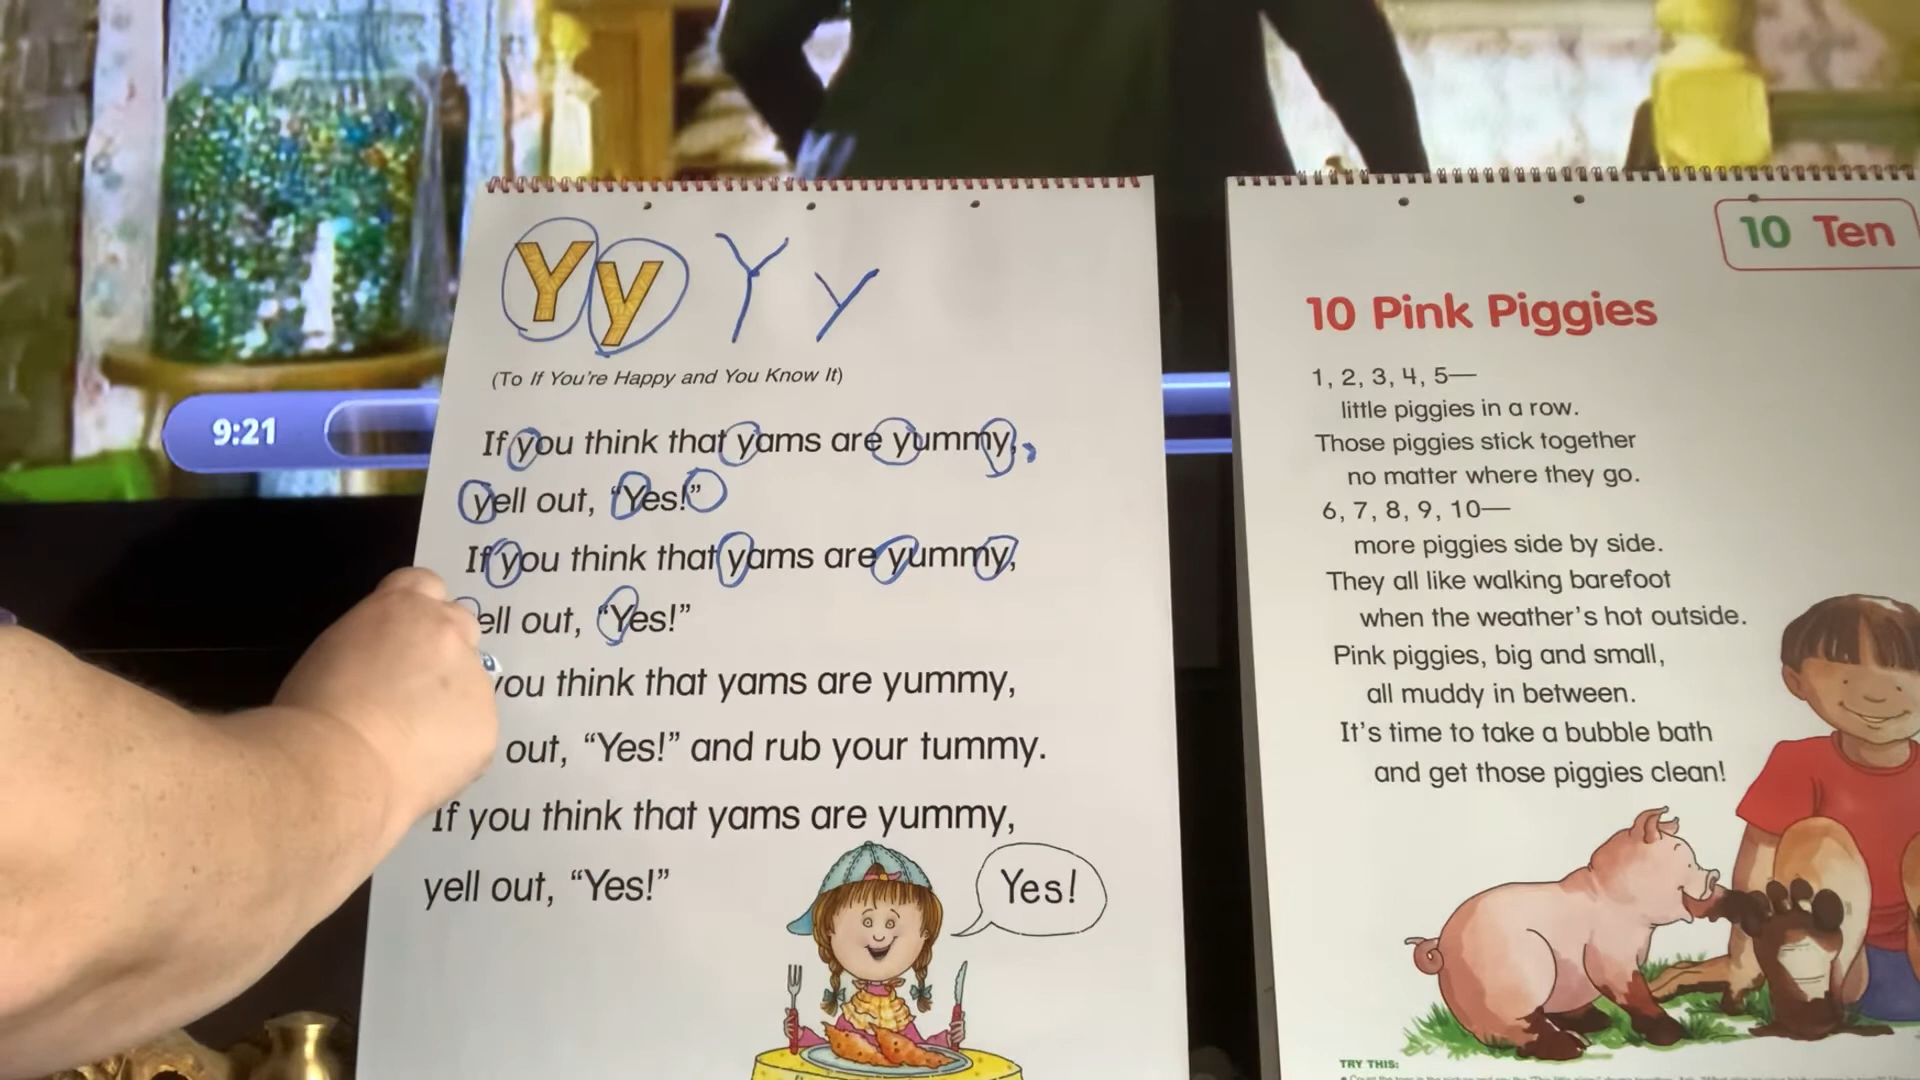 Yy Y y
(To If You're Happy and You Know It)
If you think that yams are yummy,,
yell out, “Yes!”
If you think that yams are yummy,
ell out, “Yes!”
you think that yams are yummy,
out, “Yes!” and rub your tummy.
If you think that yams are yummy,
yell out, “Yes!”
Yes!
9:21
10 Ten
10 Pink Piggies
1, 2, 3, 4, 5—
little piggies in a row.
Those piggies stick together
no matter where they go.
6, 7, 8, 9, 10—
more piggies side by side.
They all like walking barefoot
when the weather's hot outside.
Pink piggies, big and small,
all muddy in between.
It's time to take a bubble bath
and get those piggies clean!
TRY THIS: